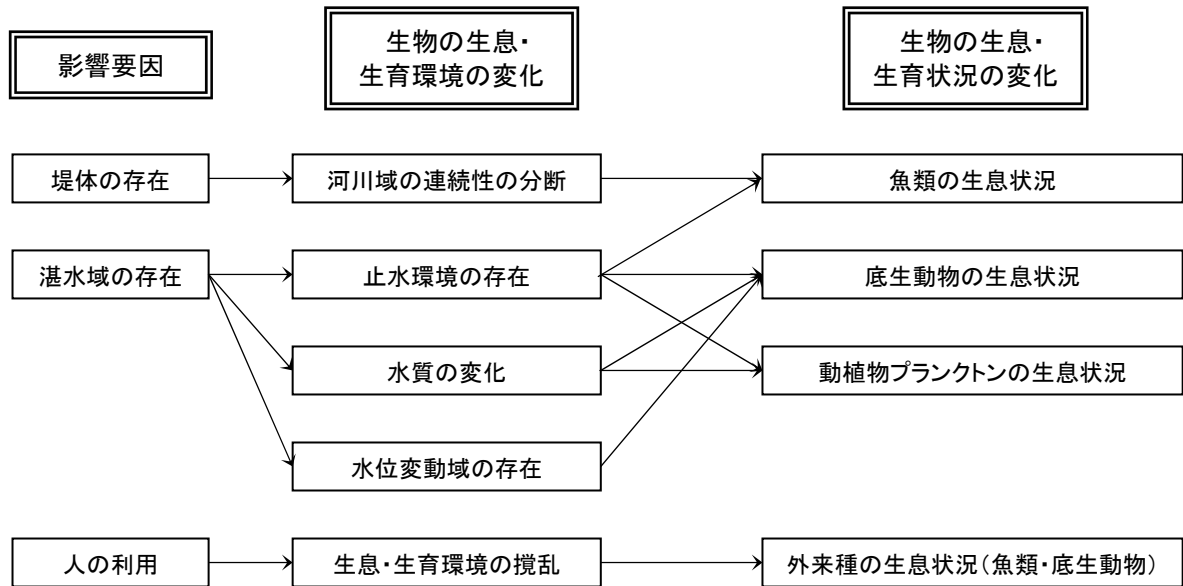 影響要因
生物の生息・
生育環境の変化
生物の生息・
生育状況の変化
堤体の存在
河川域の連続性の分断
魚類の生息状況
湛水域の存在
止水環境の存在
底生動物の生息状況
水質の変化
動植物プランクトンの生息状況
水位変動域の存在
人の利用
生息・生育環境の撹乱
外来種の生息状況(魚類・底生動物)